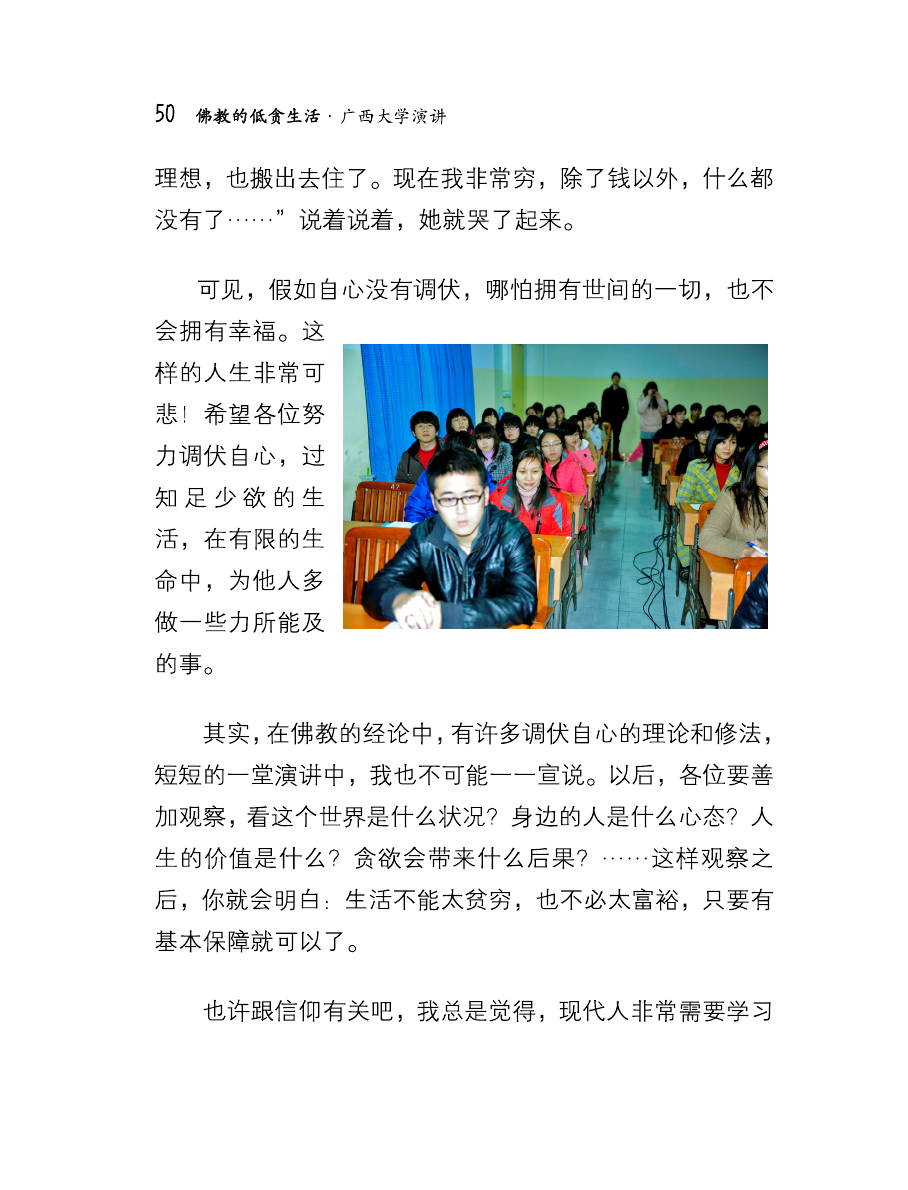 50 佛教的低贪生活·广西大学演讲
理想，也搬出去住了。现在我非常穷，除了钱以外，什么都
没有了……”说着说着，她就哭了起来。
可见，假如自心没有调伏，哪怕拥有世间的一切，也不
会拥有幸福。这
样的人生非常可
悲！希望各位努
力调伏自心，过
知足少欲的生
活，在有限的生
命中，为他人多
做一些力所能及
的事。
42
其实，在佛教的经论中，有许多调伏自心的理论和修法，
短短的一堂演讲中，我也不可能一一宣说。以后，各位要善
加观察，看这个世界是什么状况？身边的人是什么心态？人
生的价值是什么？贪欲会带来什么后果？……这样观察之
后，你就会明白：生活不能太贫穷，也不必太富裕，只要有
基本保障就可以了。
也许跟信仰有关吧，我总是觉得，现代人非常需要学习